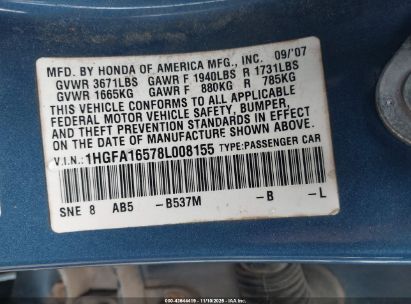 MFD. BY HONDA OF AMERICA MFG., INC. 09/'07
GVWR 3671LBS GAWR F 1940LBS R 1731LBS
GVWR 1665KG GAWR F 880KG R 785KG
THIS VEHICLE CONFORMS TO ALL APPLICABLE
FEDERAL MOTOR VEHICLE SAFETY, BUMPER,
AND THEFT PREVENTION STANDARDS IN EFFECT ON
THE DATE OF MANUFACTURE SHOWN ABOVE.
V.I.N.: 1HGFA16578L008155 TYPE:PASSENGER CAR
SNE 8 AB5 -B537M -B -L